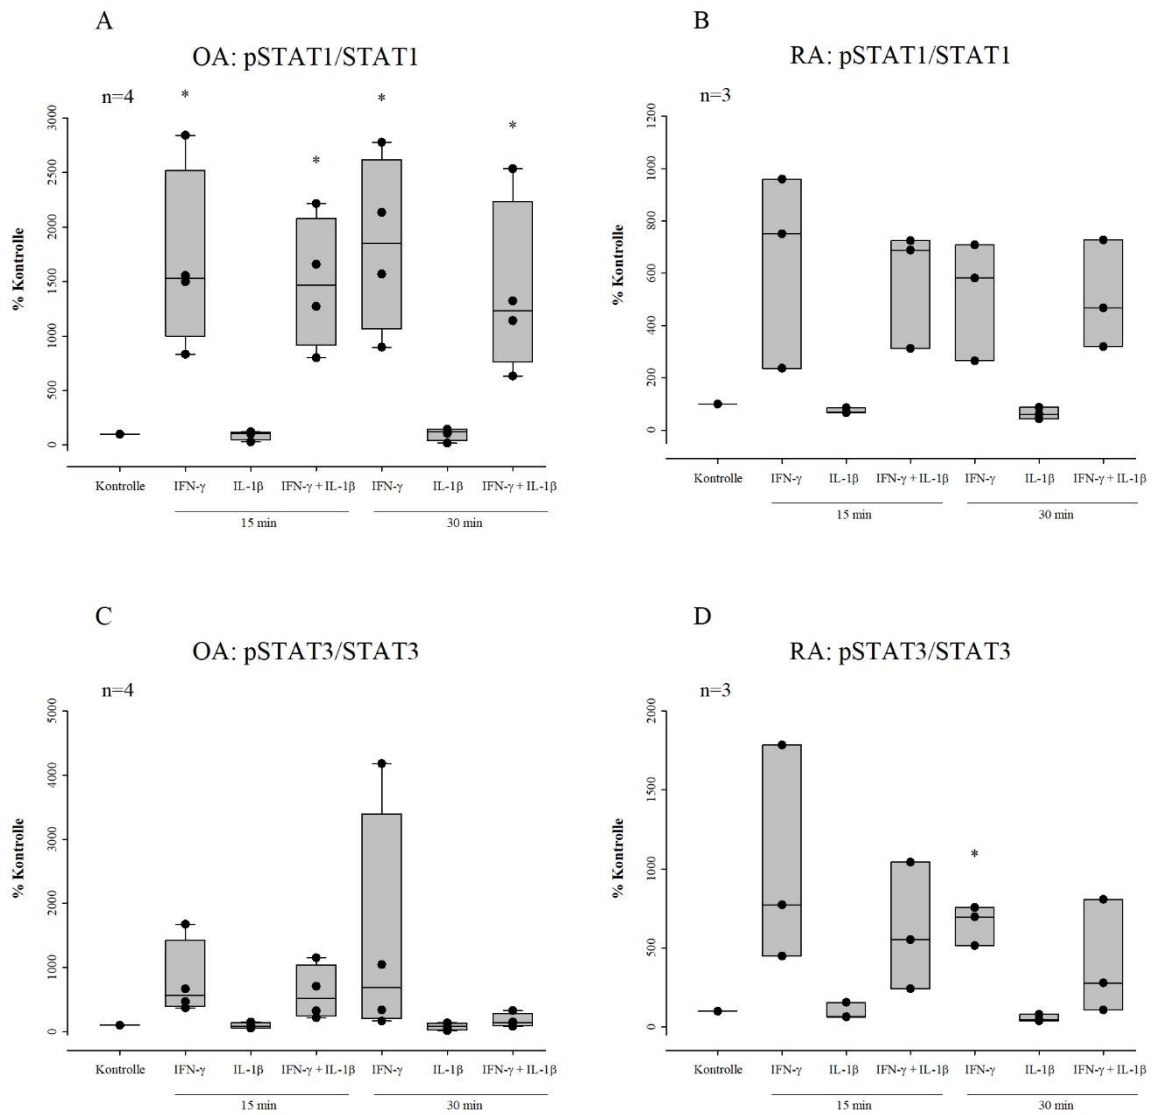 A
OA: pSTAT1/STAT1
n=4
* * * *
% Kontrolle
3000
2500
2000
1500
1000
500
0
Kontrolle IFN-γ IL-1β IFN-γ + IL-1β IFN-γ IL-1β IFN-γ + IL-1β
15 min 30 min
B
RA: pSTAT1/STAT1
n=3
% Kontrolle
1200
1000
800
600
400
200
0
Kontrolle IFN-γ IL-1β IFN-γ + IL-1β IFN-γ IL-1β IFN-γ + IL-1β
15 min 30 min
C
OA: pSTAT3/STAT3
n=4
% Kontrolle
5000
4000
3000
2000
1000
0
Kontrolle IFN-γ IL-1β IFN-γ + IL-1β IFN-γ IL-1β IFN-γ + IL-1β
15 min 30 min
D
RA: pSTAT3/STAT3
n=3
*
% Kontrolle
2000
1500
1000
500
0
Kontrolle IFN-γ IL-1β IFN-γ + IL-1β IFN-γ IL-1β IFN-γ + IL-1β
15 min 30 min